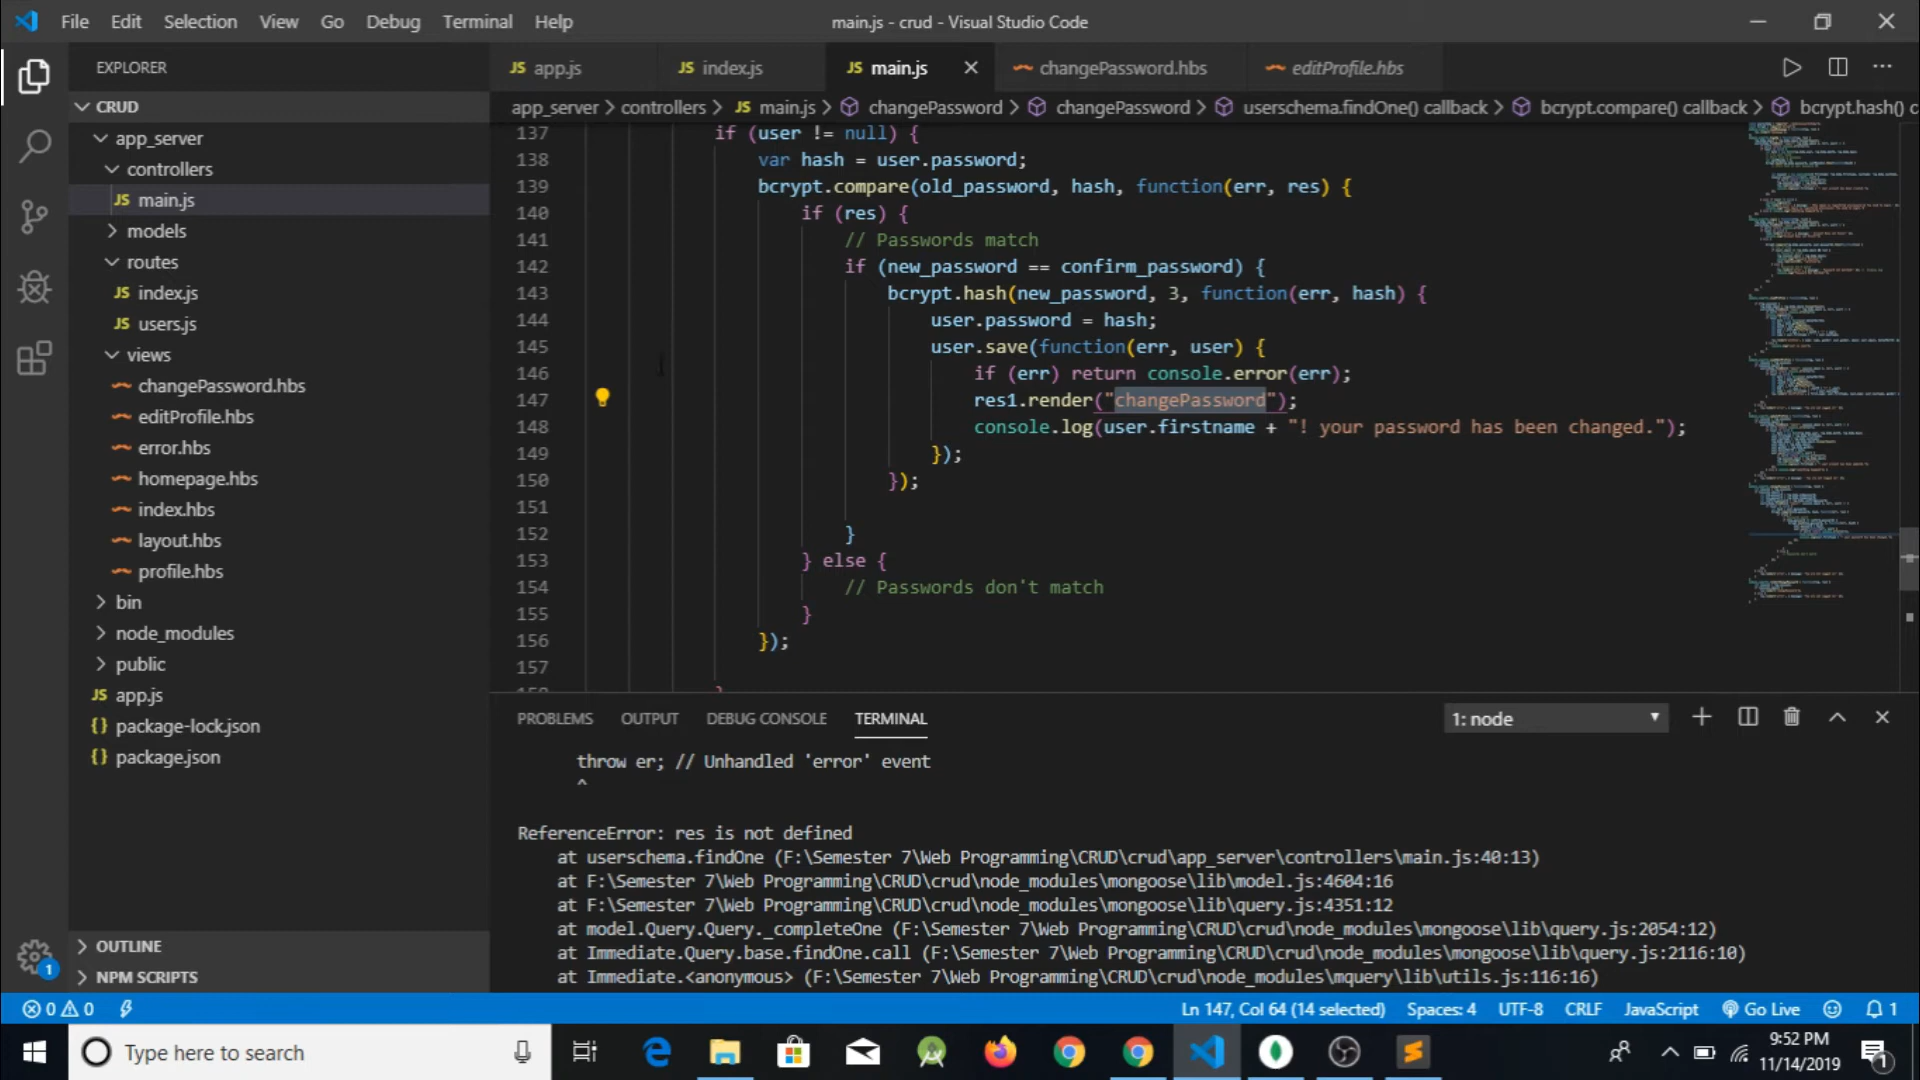 File Edit Selection View Go Debug Terminal Help
main.js - crud - Visual Studio Code
EXPLORER
CRUD
app_server
controllers
JS main.js
models
routes
JS index.js
JS users.js
views
changePassword.hbs
editProfile.hbs
error.hbs
homepage.hbs
index.hbs
layout.hbs
profile.hbs
bin
node_modules
public
JS app.js
{} package-lock.json
{} package.json
OUTLINE
NPM SCRIPTS
1
JS app.js JS index.js JS main.js changePassword.hbs editProfile.hbs
app_server > controllers > JS main.js > changePassword > changePassword > userschema.findOne() callback > bcrypt.compare() callback > bcrypt.hash() c
137 if (user != null) {
138 var hash = user.password;
139 bcrypt.compare(old_password, hash, function(err, res) {
140 if (res) {
141 // Passwords match
142 if (new_password == confirm_password) {
143 bcrypt.hash(new_password, 3, function(err, hash) {
144 user.password = hash;
145 user.save(function(err, user) {
146 if (err) return console.error(err);
147 res1.render("changePassword");
148 console.log(user.firstname + "! your password has been changed.");
149 });
150 });
151
152 }
153 } else {
154 // Passwords don't match
155 }
156 });
157
PROBLEMS OUTPUT DEBUG CONSOLE TERMINAL
1: node
throw er; // Unhandled 'error' event
^
ReferenceError: res is not defined
at userschema.findOne (F:\Semester 7\Web Programming\CRUD\crud\app_server\controllers\main.js:40:13)
at F:\Semester 7\Web Programming\CRUD\crud\node_modules\mongoose\lib\model.js:4604:16
at F:\Semester 7\Web Programming\CRUD\crud\node_modules\mongoose\lib\query.js:4351:12
at model.Query.Query._completeOne (F:\Semester 7\Web Programming\CRUD\crud\node_modules\mongoose\lib\query.js:2054:12)
at Immediate.Query.base.findOne.call (F:\Semester 7\Web Programming\CRUD\crud\node_modules\mongoose\lib\query.js:2116:10)
at Immediate.<anonymous> (F:\Semester 7\Web Programming\CRUD\crud\node_modules\mquery\lib\utils.js:116:16)
0 0
Ln 147, Col 64 (14 selected) Spaces: 4 UTF-8 CRLF JavaScript Go Live 1
Type here to search
9:52 PM
11/14/2019
1